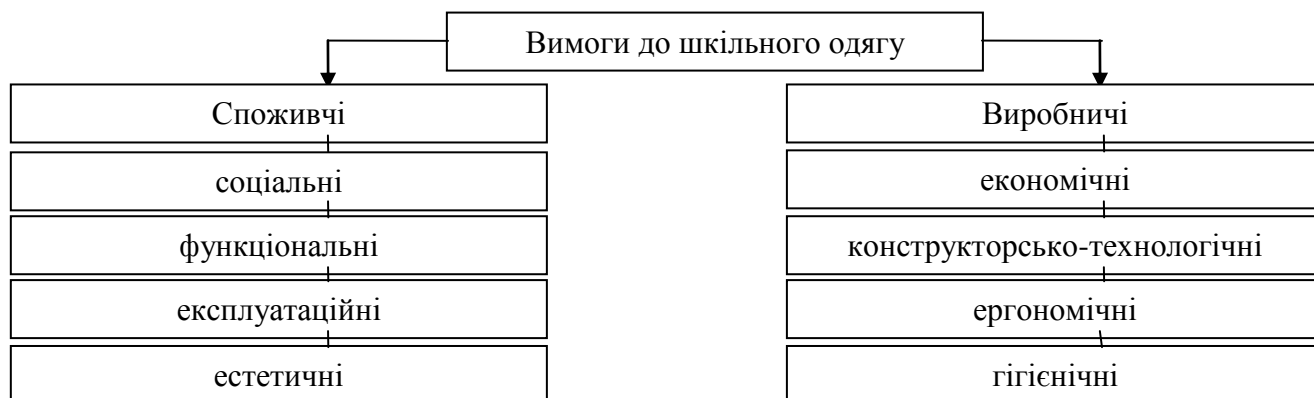 Вимоги до шкільного одягу
Споживчі
соціальні
функціональні
експлуатаційні
естетичні
Виробничі
економічні
конструкторсько-технологічні
ергономічні
гігієнічні